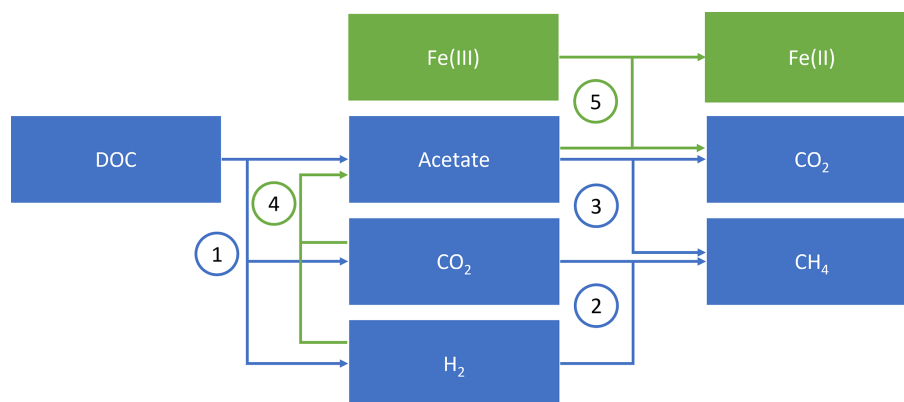 Fe(III)
Fe(II)
5
DOC
Acetate
CO₂
4
3
1
CO₂
CH₄
2
H₂